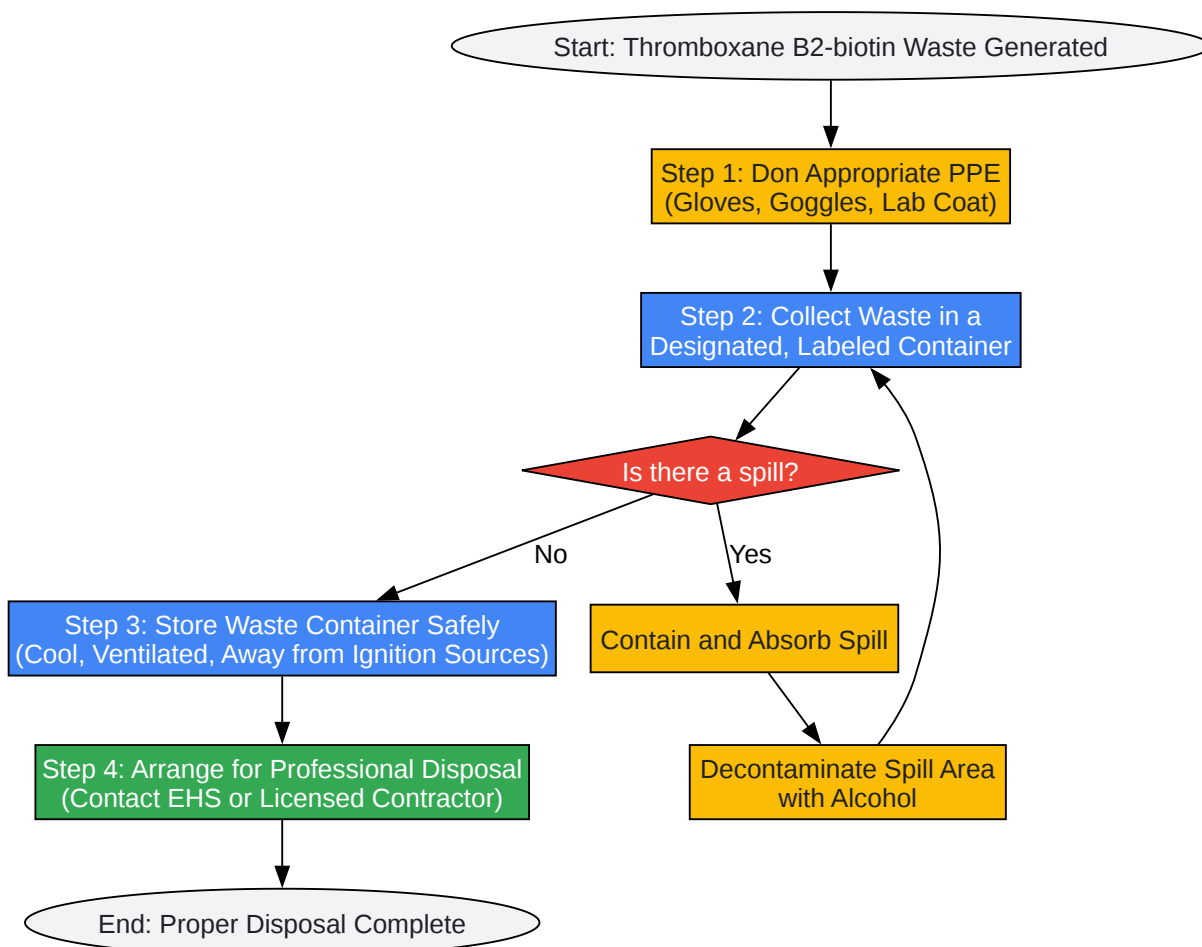 Start: Thromboxane B2-biotin Waste Generated
Step 1: Don Appropriate PPE
(Gloves, Goggles, Lab Coat)
Step 2: Collect Waste in a
Designated, Labeled Container
Is there a spill?
No
Yes
Step 3: Store Waste Container Safely
(Cool, Ventilated, Away from Ignition Sources)
Contain and Absorb Spill
Step 4: Arrange for Professional Disposal
(Contact EHS or Licensed Contractor)
Decontaminate Spill Area
with Alcohol
End: Proper Disposal Complete